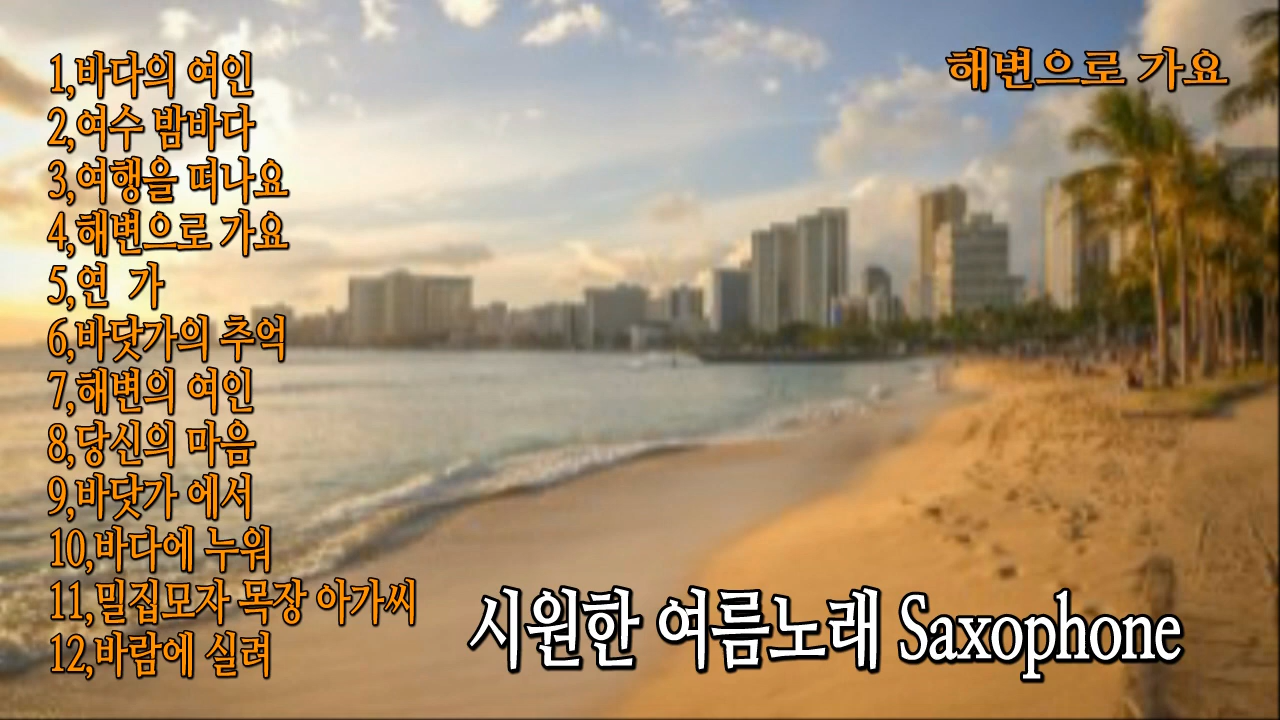 1,바다의 여인
2,여수 밤바다
3,여행을 떠나요
4,해변으로 가요
5,연 가
6,바닷가의 추억
7,해변의 여인
8,당신의 마음
9,바닷가 에서
10,바다에 누워
11,밀집모자 목장 아가씨
12,바람에 실려
해변으로 가요
시원한 여름노래 Saxophone